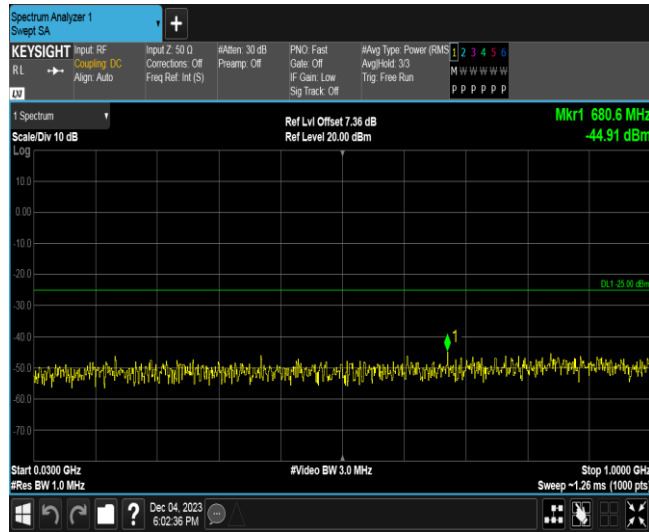 Spectrum Analyzer 1
Swept SA
+
KEYSIGHT Input: RF Input Z: 50 Ω #Atten: 30 dB PNO: Fast #Avg Type: Power (RMS 1 2 3 4 5 6
RL Coupling: DC Corrections: Off Preamp: Off Gate: Off Avg|Hold: 3/3 M W W W W W
Align: Auto Freq Ref: Int (S) IF Gain: Low Trig: Free Run
LXI Sig Track: Off P P P P P P
1 Spectrum Ref Lvl Offset 7.36 dB Mkr1 680.6 MHz
Scale/Div 10 dB Ref Level 20.00 dBm -44.91 dBm
Log
10.0
0.00
-10.0
-20.0
DL1 -25.00 dBm
-30.0
-40.0
1
-50.0
-60.0
-70.0
Start 0.0300 GHz #Video BW 3.0 MHz Stop 1.0000 GHz
#Res BW 1.0 MHz Sweep ~1.26 ms (1000 pts)
? Dec 04, 2023
6:02:36 PM